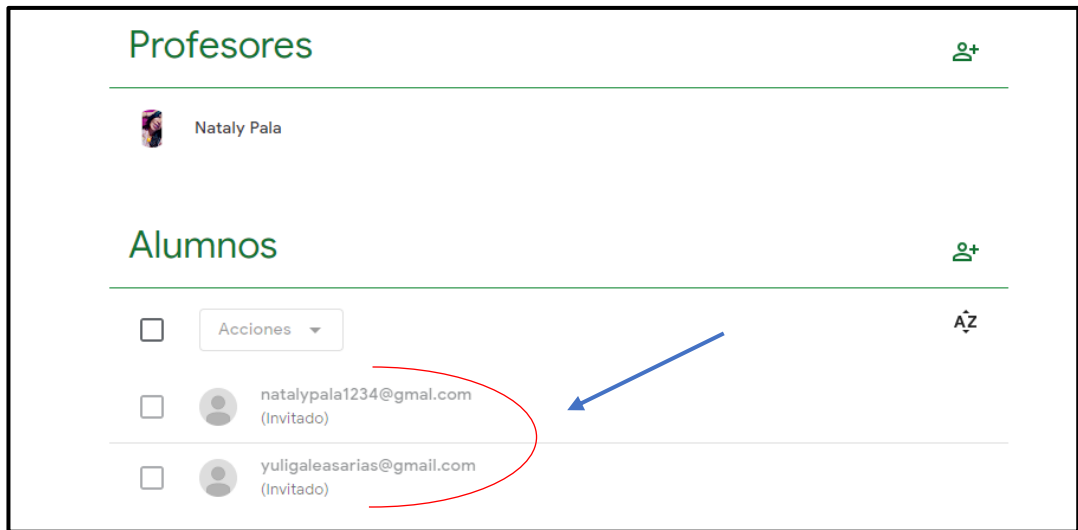 Profesores
Nataly Pala
Alumnos
Acciones
AZ
natalypala1234@gmal.com
(Invitado)
yuligaleasarias@gmail.com
(Invitado)